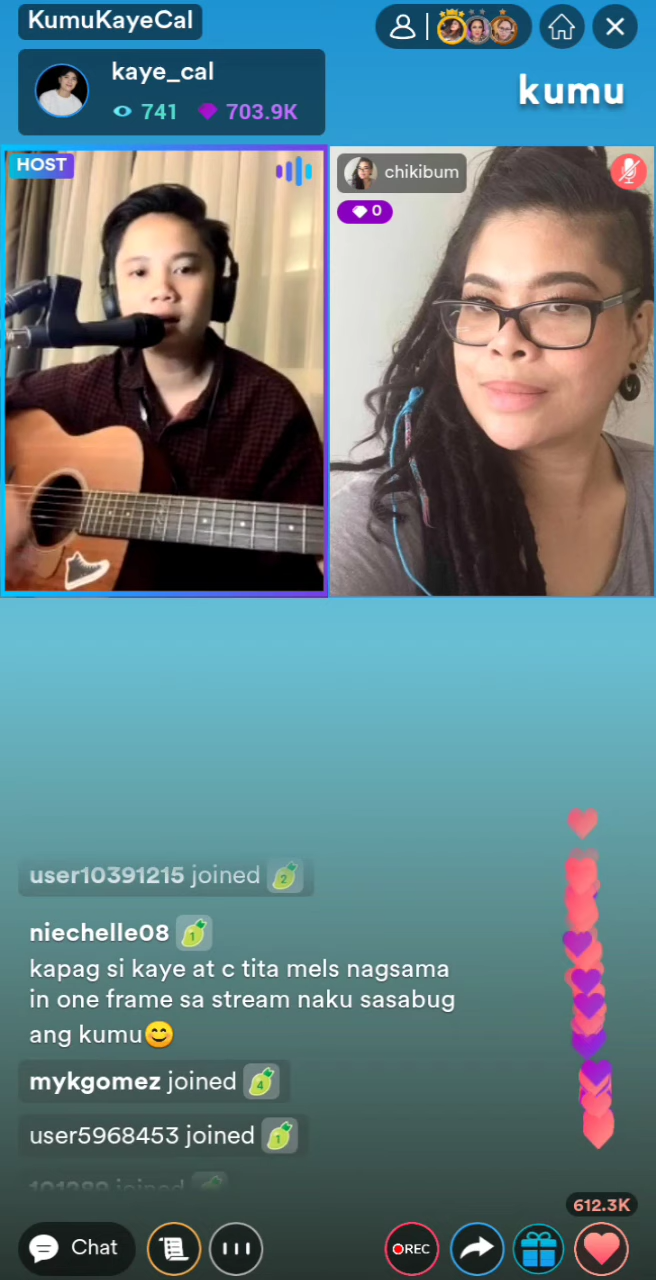 KumuKayeCal
kaye_cal
741 703.9K
kumu
HOST
chikibum
0
user10391215 joined 2
niechelle08 1
kapag si kaye at c tita mels nagsama
in one frame sa stream naku sasabug
ang kumu😊
mykgomez joined 4
user5968453 joined 1
joined
612.3K
Chat
REC